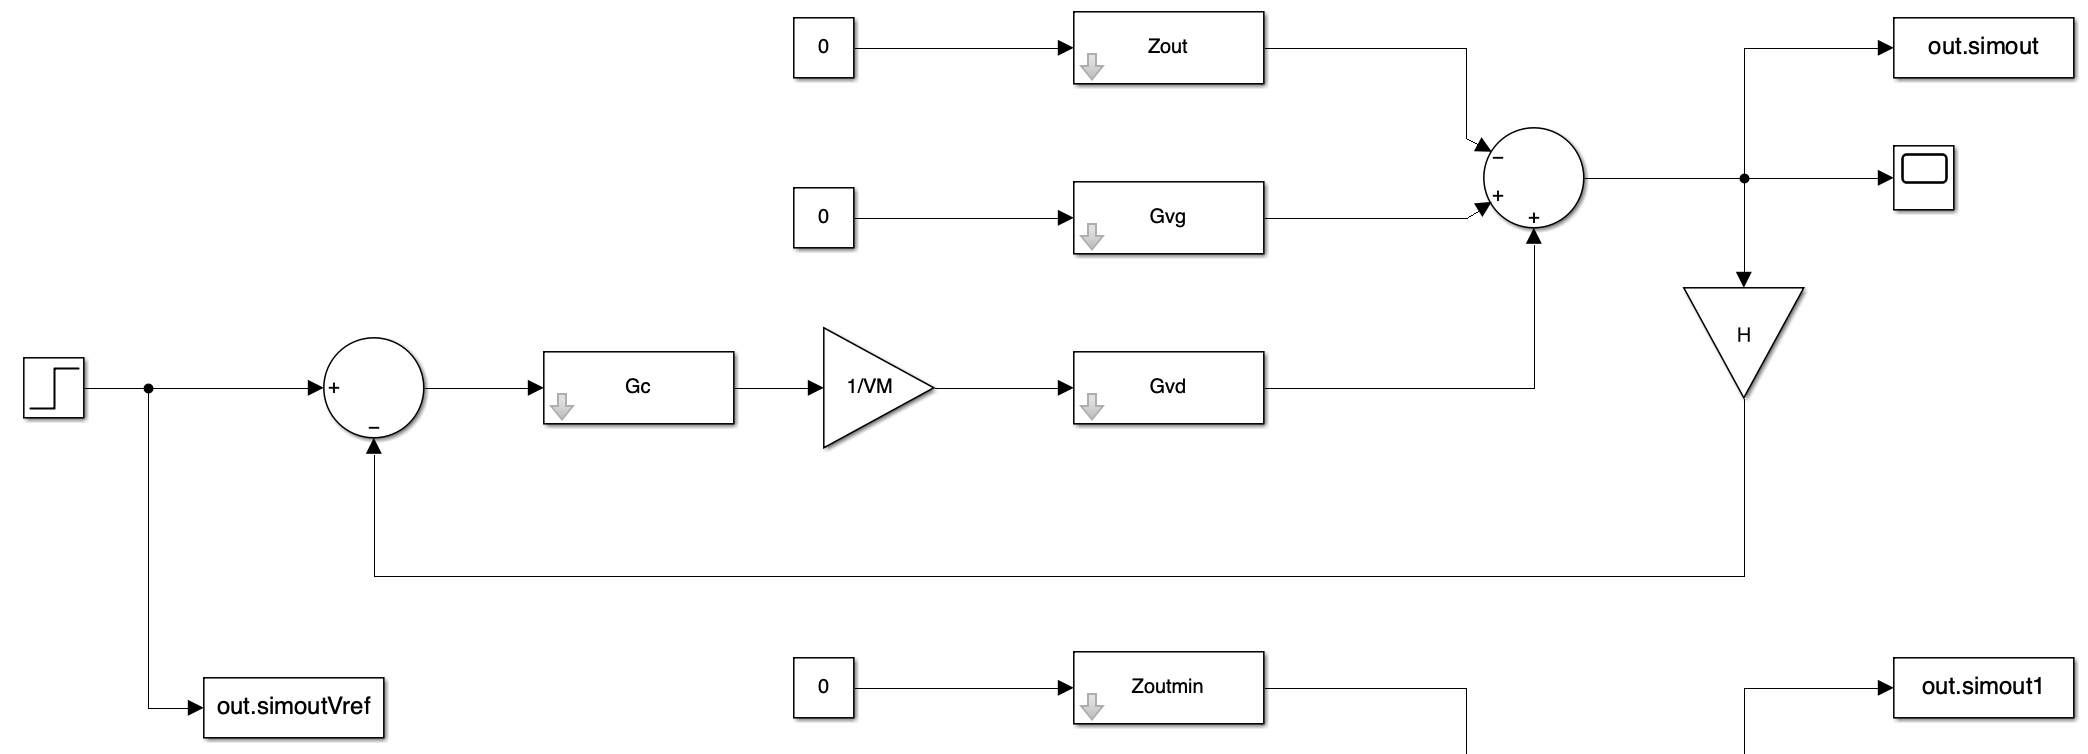 0
Zout
out.simout
−
+
+
0
Gvg
H
+
−
Gc
1/VM
Gvd
0
Zoutmin
out.simout1
out.simoutVref